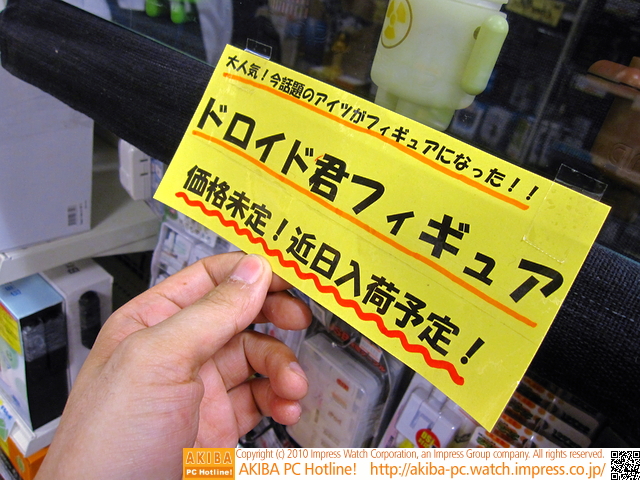 大人気！今話題のアイツがフィギュアになった！！
ドロイド君フィギュア
価格未定！近日入荷予定！
AKIBA
PC Hotline!
Copyright (c) 2010 Impress Watch Corporation, an Impress Group company. All rights reserved.
AKIBA PC Hotline! http://akiba-pc.watch.impress.co.jp/